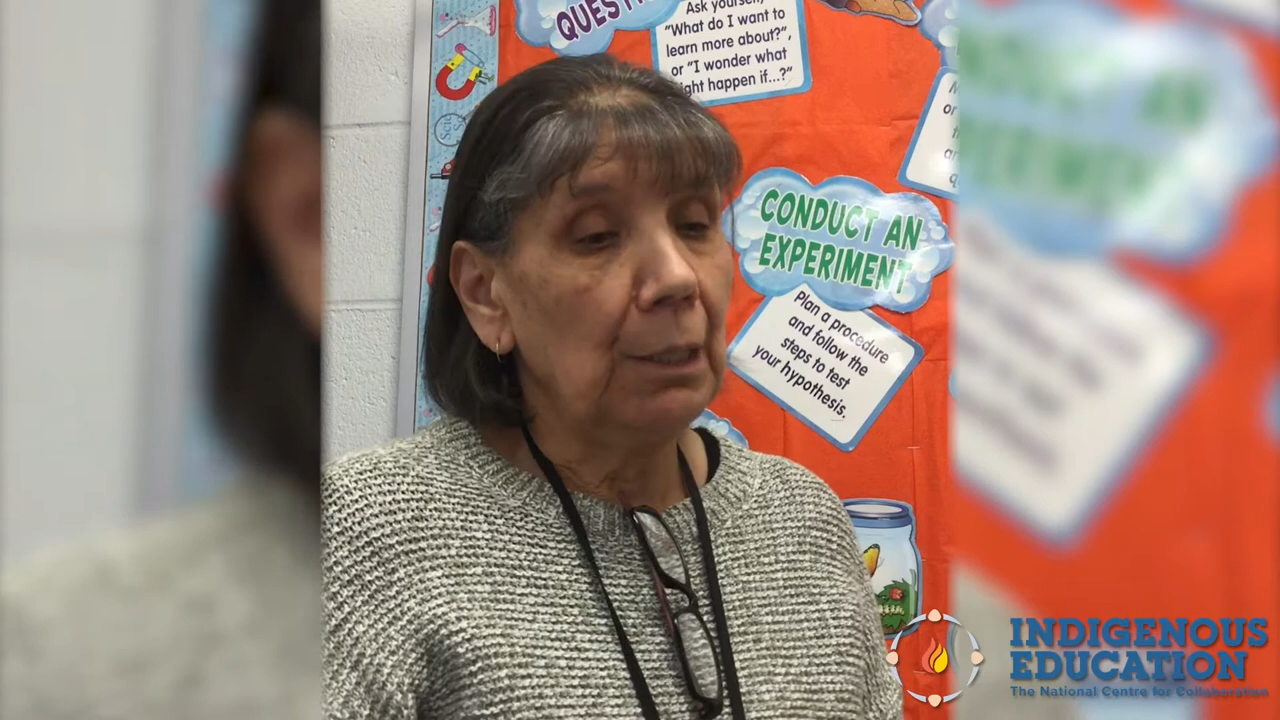 QUESTI
Ask yourself,
"What do I want to
learn more about?",
or "I wonder what
ght happen if...?"
CONDUCT AN
EXPERIMENT
Plan a procedure
and follow the
steps to test
your hypothesis.
INDIGENOUS
EDUCATION
The National Centre for Collaboration